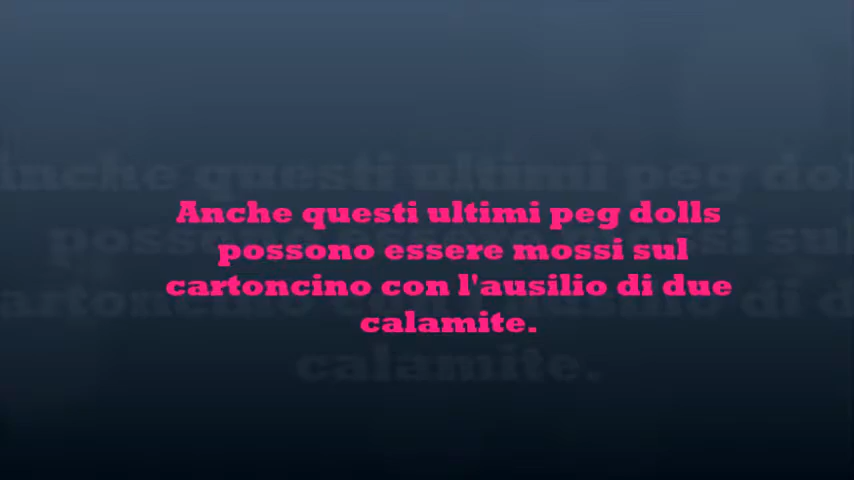 Anche questi ultimi peg dolls
possono essere mossi sul
cartoncino con l'ausilio di due
calamite.